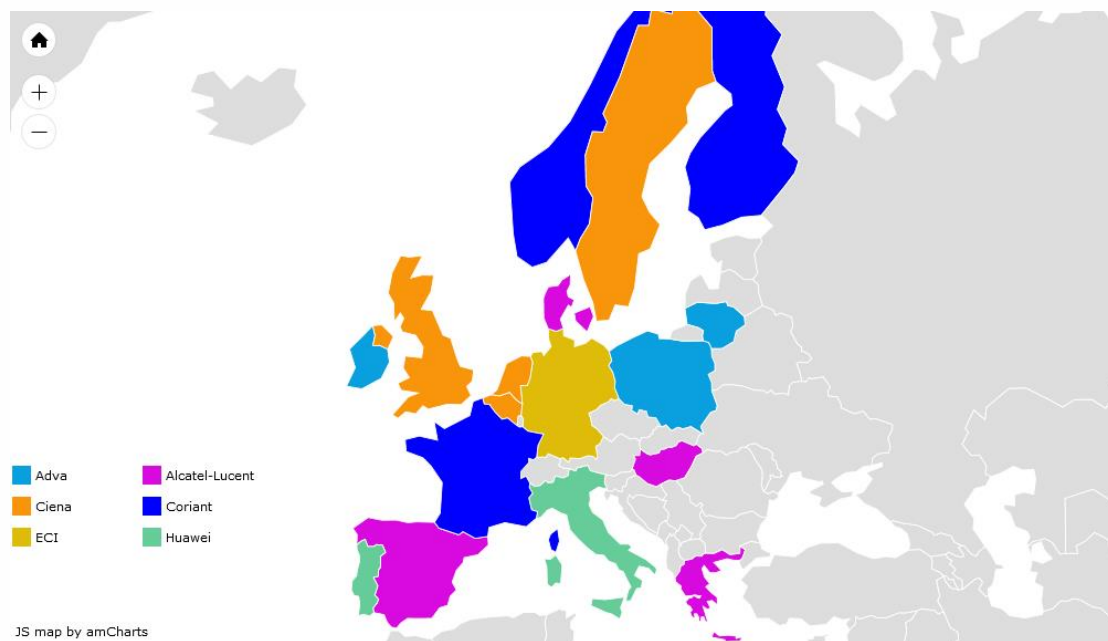 Adva
Alcatel-Lucent
Ciena
Coriant
ECI
Huawei
JS map by amCharts